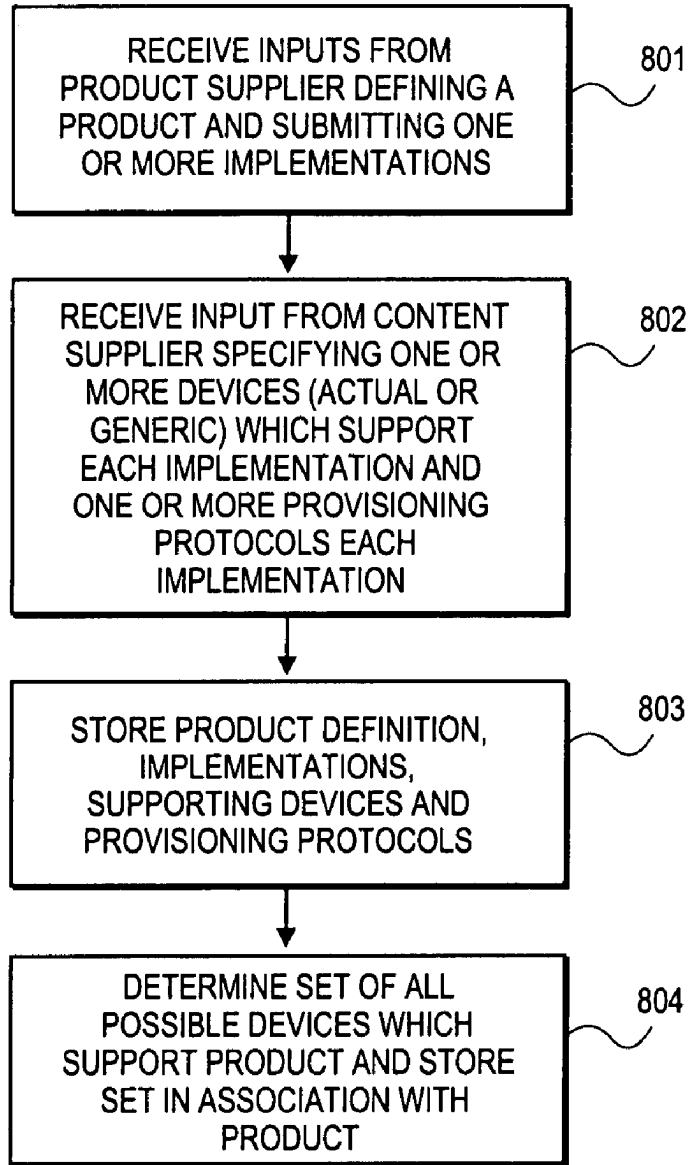 RECEIVE INPUTS FROM
PRODUCT SUPPLIER DEFINING A
PRODUCT AND SUBMITTING ONE
OR MORE IMPLEMENTATIONS
801
RECEIVE INPUT FROM CONTENT
SUPPLIER SPECIFYING ONE OR
MORE DEVICES (ACTUAL OR
GENERIC) WHICH SUPPORT
EACH IMPLEMENTATION AND
ONE OR MORE PROVISIONING
PROTOCOLS EACH
IMPLEMENTATION
802
STORE PRODUCT DEFINITION,
IMPLEMENTATIONS,
SUPPORTING DEVICES AND
PROVISIONING PROTOCOLS
803
DETERMINE SET OF ALL
POSSIBLE DEVICES WHICH
SUPPORT PRODUCT AND STORE
SET IN ASSOCIATION WITH
PRODUCT
804